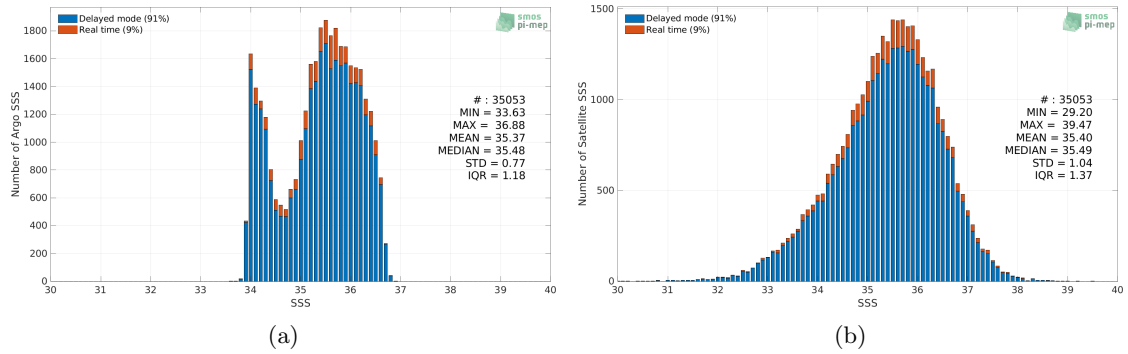 Delayed mode (91%)
Real time (9%)
smos
pi-mep
1800
1600
1400
1200
1000
800
600
400
200
0
Number of Argo SSS
# : 35053
MIN = 33.63
MAX = 36.88
MEAN = 35.37
MEDIAN = 35.48
STD = 0.77
IQR = 1.18
30 31 32 33 34 35 36 37 38 39 40
SSS
(a)
Delayed mode (91%)
Real time (9%)
smos
pi-mep
1500
1000
500
0
Number of Satellite SSS
# : 35053
MIN = 29.20
MAX = 39.47
MEAN = 35.40
MEDIAN = 35.49
STD = 1.04
IQR = 1.37
30 31 32 33 34 35 36 37 38 39 40
SSS
(b)